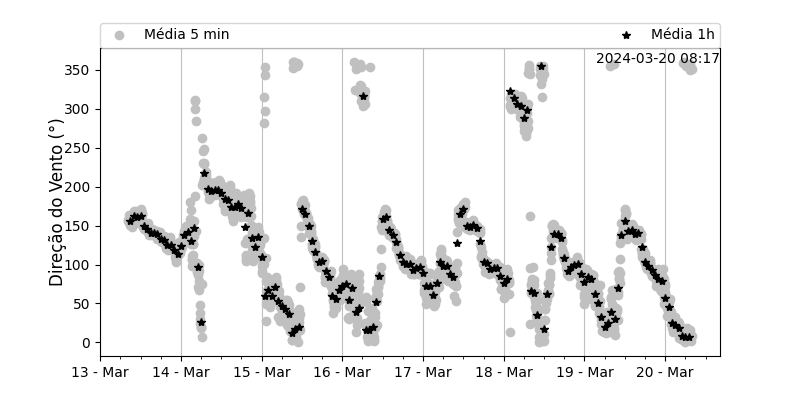 Média 5 min
Média 1h
2024-03-20 08:17
Direção do Vento (°)
350
300
250
200
150
100
50
0
13 - Mar
14 - Mar
15 - Mar
16 - Mar
17 - Mar
18 - Mar
19 - Mar
20 - Mar